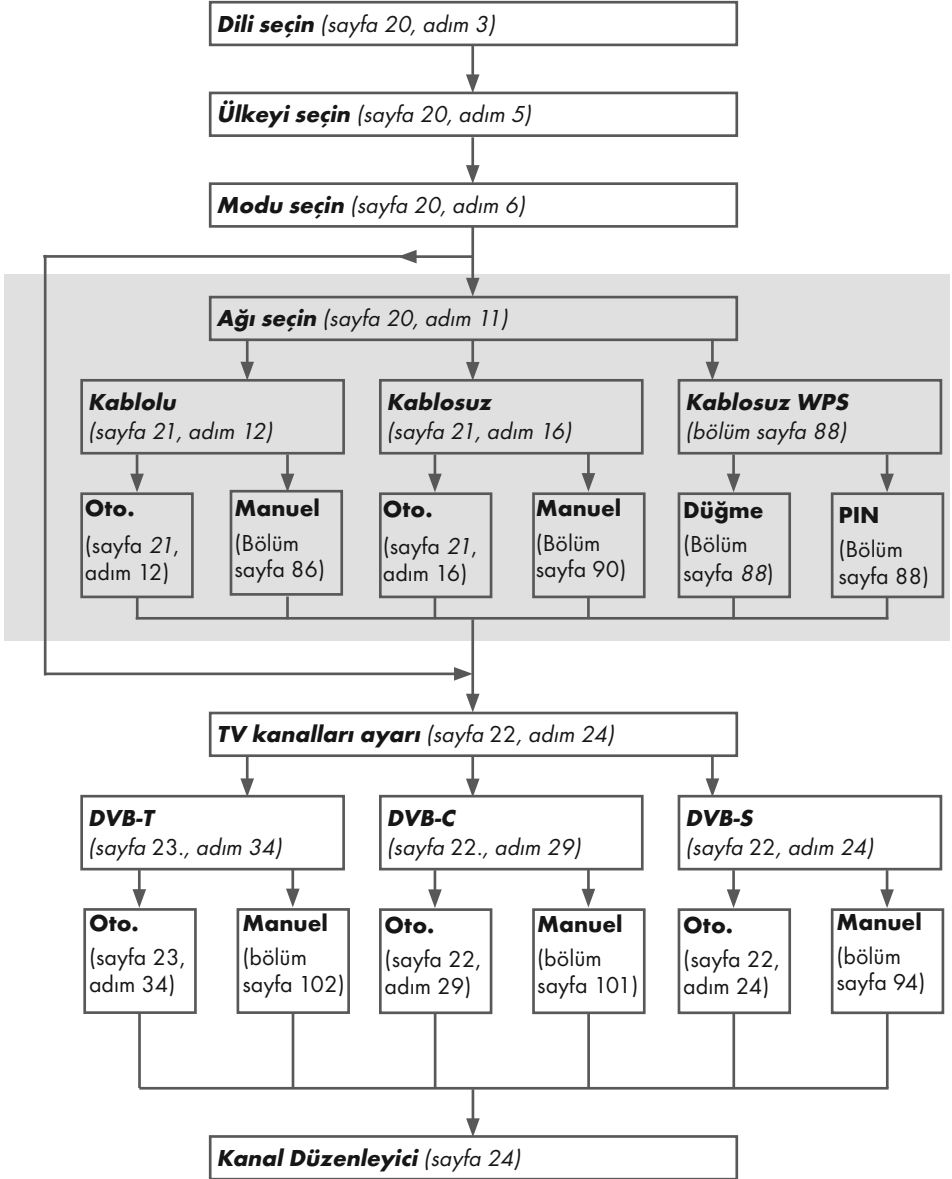 Dili seçin (sayfa 20, adım 3)
Ülkeyi seçin (sayfa 20, adım 5)
Modu seçin (sayfa 20, adım 6)
Ağı seçin (sayfa 20, adım 11)
Kablolu
(sayfa 21, adım 12)
Kablosuz
(sayfa 21, adım 16)
Kablosuz WPS
(bölüm sayfa 88)
Oto.
(sayfa 21,
adım 12)
Manuel
(Bölüm
sayfa 86)
Oto.
(sayfa 21,
adım 16)
Manuel
(Bölüm
sayfa 90)
Düğme
(Bölüm
sayfa 88)
PIN
(Bölüm
sayfa 88)
TV kanalları ayarı (sayfa 22, adım 24)
DVB-T
(sayfa 23., adım 34)
DVB-C
(sayfa 22., adım 29)
DVB-S
(sayfa 22, adım 24)
Oto.
(sayfa 23,
adım 34)
Manuel
(bölüm
sayfa 102)
Oto.
(sayfa 22,
adım 29)
Manuel
(bölüm
sayfa 101)
Oto.
(sayfa 22,
adım 24)
Manuel
(bölüm
sayfa 94)
Kanal Düzenleyici (sayfa 24)